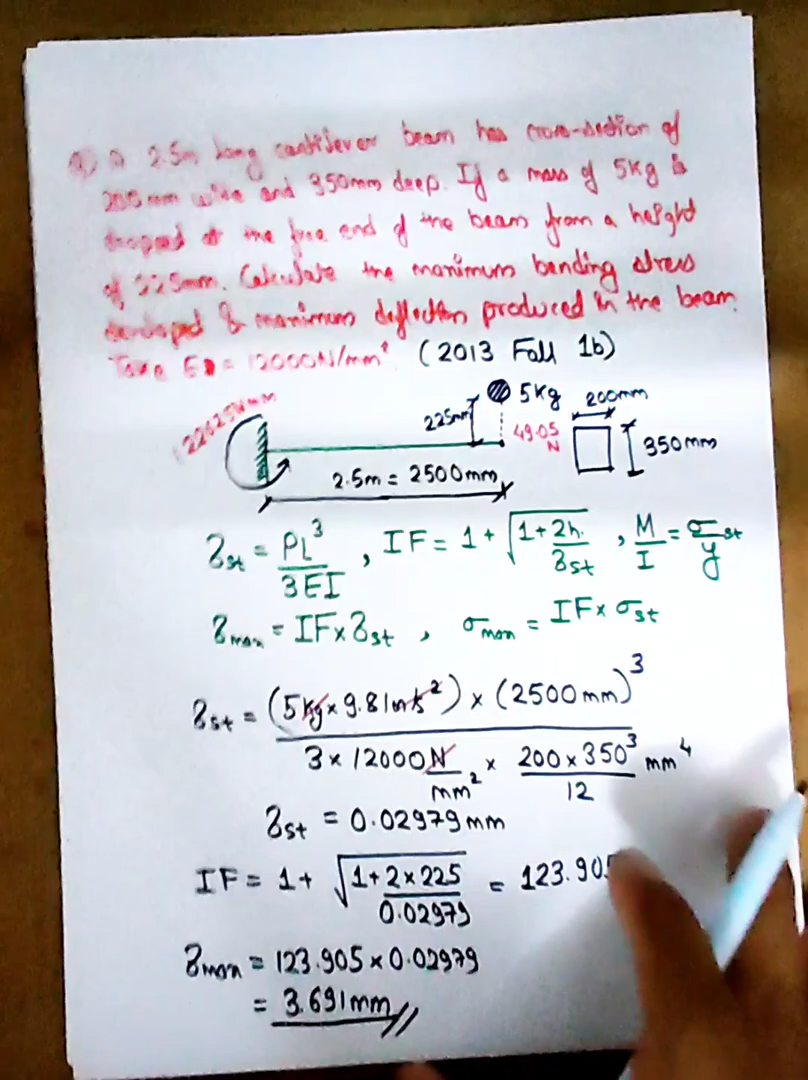 Q) A 2.5m long cantilever beam has cross-section of
200mm wide and 350mm deep. If a mass of 5Kg is
dropped at the free end of the beam from a height
of 225mm. Calculate the maximum bending stress
developed & maximum deflection produced in the beam.
Take E = 12000N/mm² (2013 Fall 1b)
122625Nmm
225mm
5Kg
49.05 N
200mm
350mm
2.5m = 2500mm
δst = PL³/3EI , IF = 1 + √(1+2h/δst) , M/I = σst/y
δmax = IF×δst , σmax = IF×σst
δst = (5kg×9.81m/s²) × (2500mm)³ / 3×12000 N/mm² × 200×350³/12 mm⁴
δst = 0.02979mm
IF = 1 + √(1+2×225/0.02979) = 123.905
δmax = 123.905×0.02979
= 3.691mm